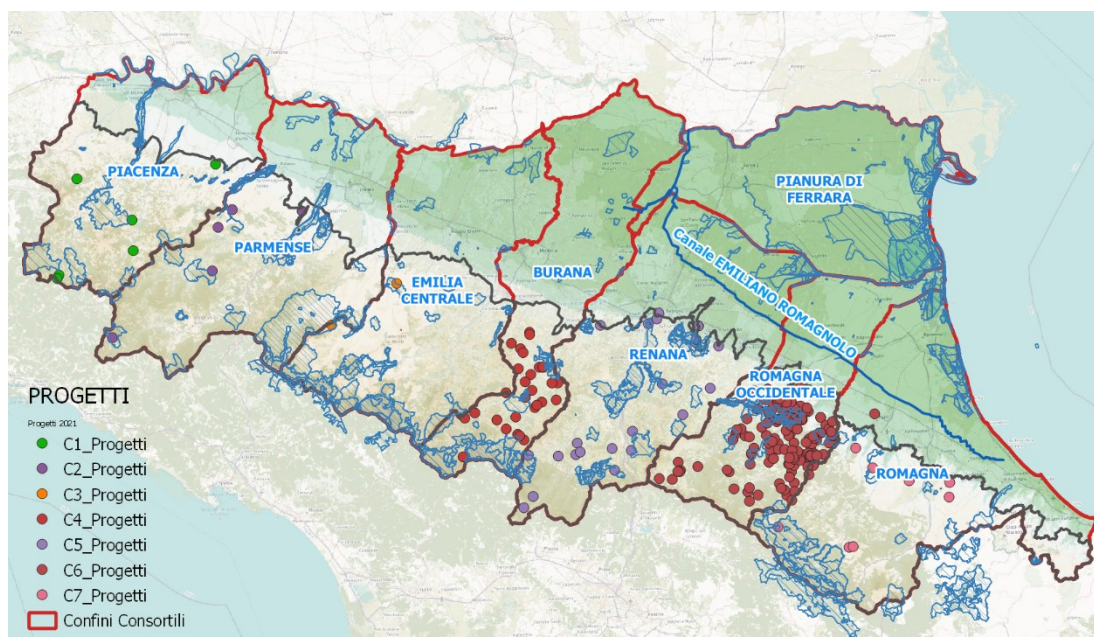 PIACENZA
PARMENSE
EMILIA
CENTRALE
BURANA
PIANURA DI
FERRARA
Canale EMILIANO ROMAGNOLO
RENANA
ROMAGNA
OCCIDENTALE
ROMAGNA
PROGETTI
Progetti 2021
C1_Progetti
C2_Progetti
C3_Progetti
C4_Progetti
C5_Progetti
C6_Progetti
C7_Progetti
Confini Consortili